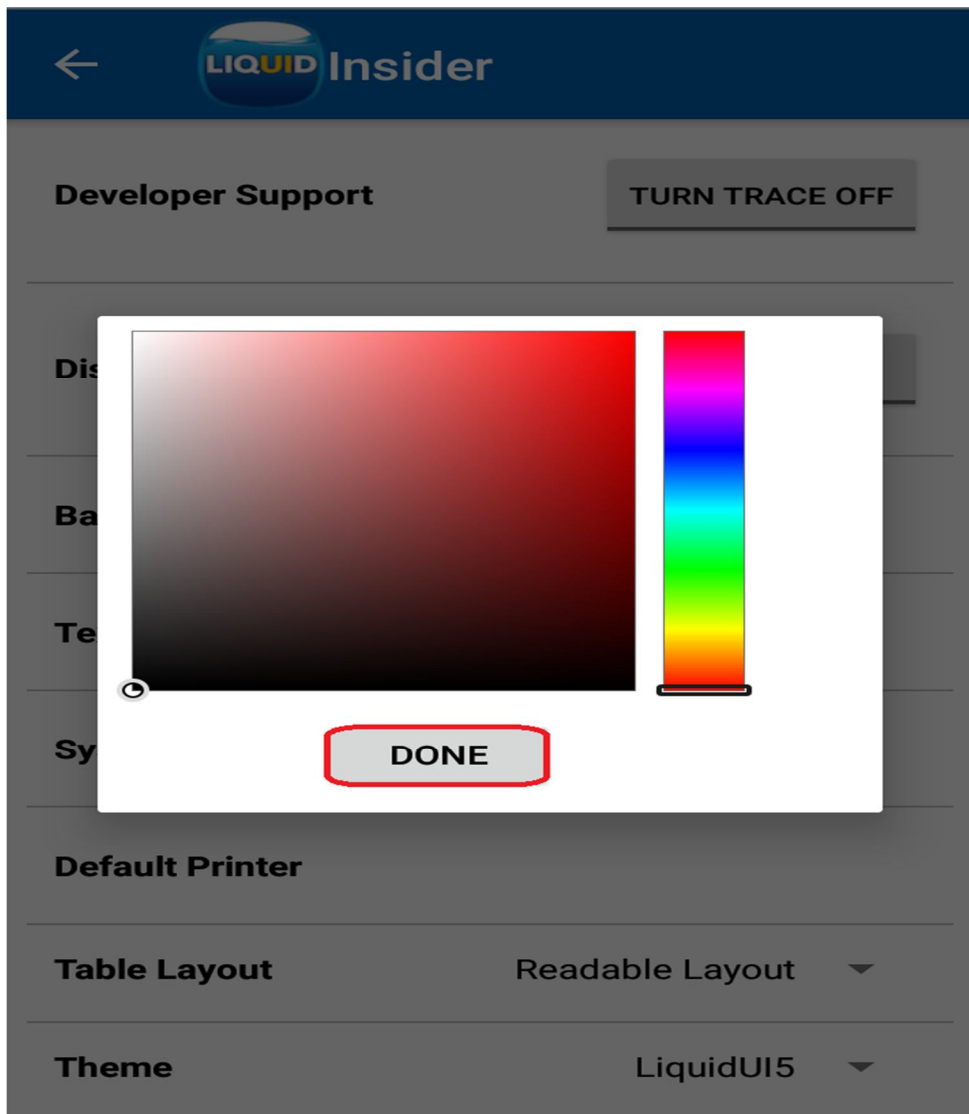 LIQUID Insider
Developer Support TURN TRACE OFF
Dis
Ba
Te
Sy
DONE
Default Printer
Table Layout Readable Layout
Theme LiquidUI5